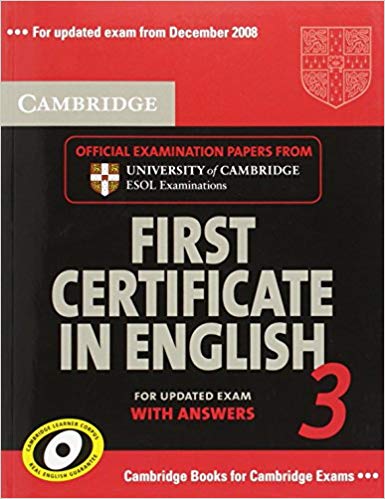 ••• For updated exam from December 2008
CAMBRIDGE
OFFICIAL EXAMINATION PAPERS FROM
UNIVERSITY of CAMBRIDGE
ESOL Examinations
FIRST
CERTIFICATE
IN ENGLISH
3
FOR UPDATED EXAM
WITH ANSWERS
CAMBRIDGE LEARNER CORPUS
REAL ENGLISH GUARANTEE
Cambridge Books for Cambridge Exams •••